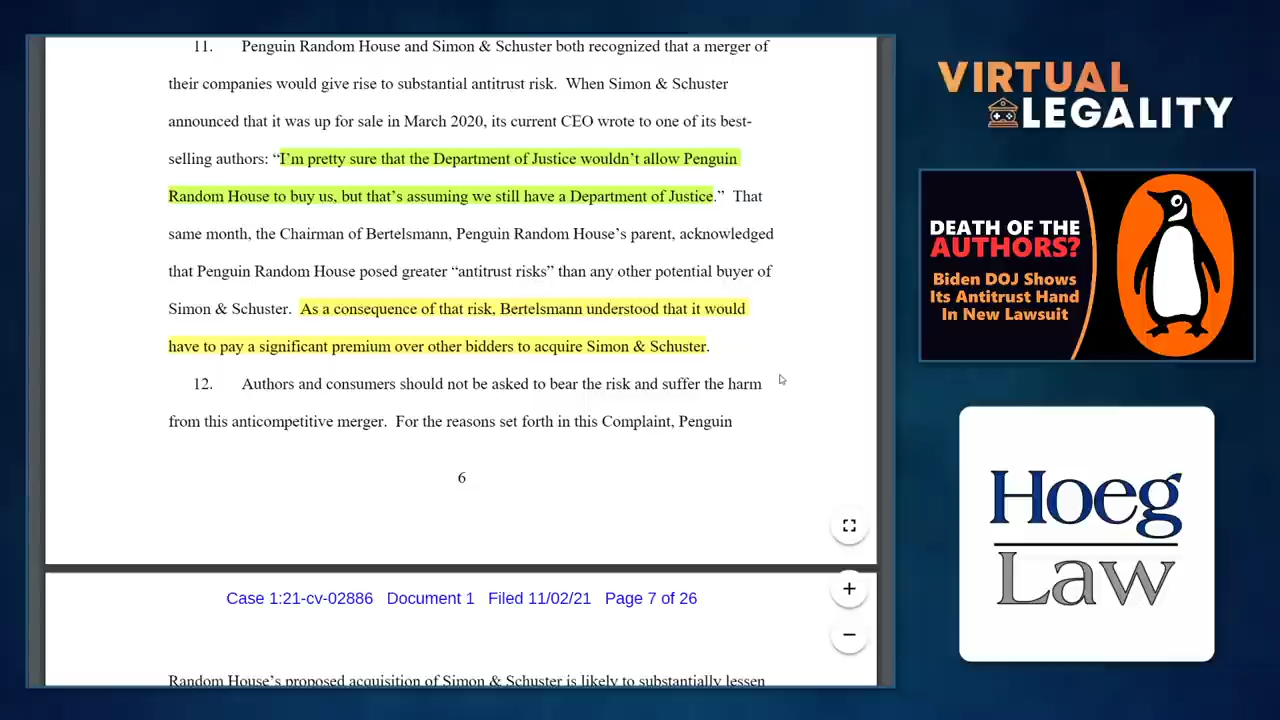 11. Penguin Random House and Simon & Schuster both recognized that a merger of
their companies would give rise to substantial antitrust risk. When Simon & Schuster
announced that it was up for sale in March 2020, its current CEO wrote to one of its best-
selling authors: “I’m pretty sure that the Department of Justice wouldn’t allow Penguin
Random House to buy us, but that’s assuming we still have a Department of Justice.” That
same month, the Chairman of Bertelsmann, Penguin Random House’s parent, acknowledged
that Penguin Random House posed greater “antitrust risks” than any other potential buyer of
Simon & Schuster. As a consequence of that risk, Bertelsmann understood that it would
have to pay a significant premium over other bidders to acquire Simon & Schuster.
12. Authors and consumers should not be asked to bear the risk and suffer the harm
from this anticompetitive merger. For the reasons set forth in this Complaint, Penguin
6
Case 1:21-cv-02886 Document 1 Filed 11/02/21 Page 7 of 26
Random House’s proposed acquisition of Simon & Schuster is likely to substantially lessen
VIRTUAL
LEGALITY
DEATH OF THE
AUTHORS?
Biden DOJ Shows
Its Antitrust Hand
In New Lawsuit
Hoeg
Law